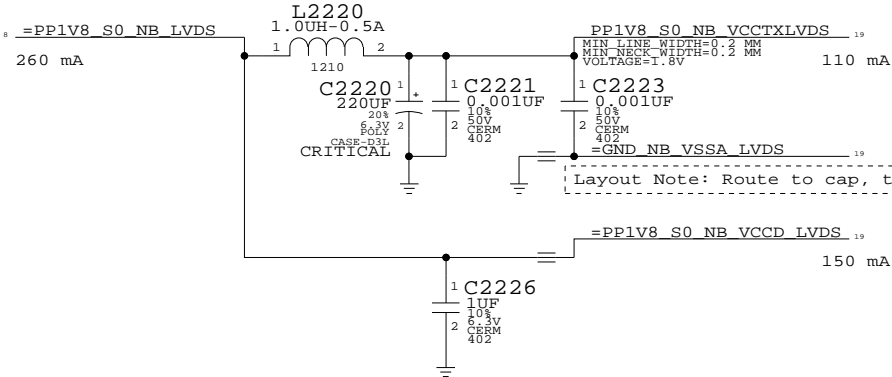 L2220
1.0UH-0.5A
8 =PP1V8_S0_NB_LVDS
PP1V8_S0_NB_VCCTXLVDS 19
1 2
MIN_LINE_WIDTH=0.2 MM
MIN_NECK_WIDTH=0.2 MM
VOLTAGE=1.8V
260 mA
110 mA
1210
C2220
220UF
20%
6.3V
POLY
CASE-D3L
CRITICAL
1
+
2
1
C2221
0.001UF
10%
50V
CERM
402
2
1
C2223
0.001UF
10%
50V
CERM
402
2
=GND_NB_VSSA_LVDS 19
Layout Note: Route to cap, t
=PP1V8_S0_NB_VCCD_LVDS 19
150 mA
1
C2226
1UF
10%
6.3V
CERM
402
2